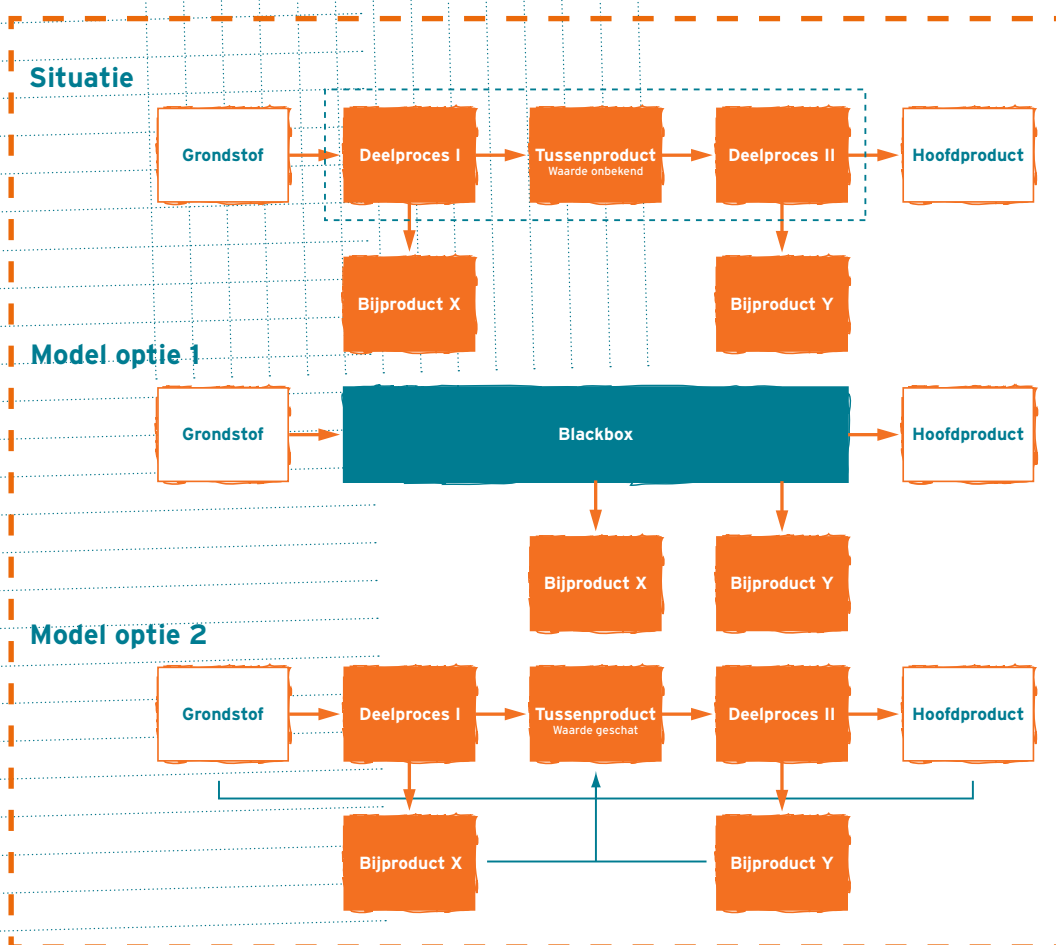 Situatie
Grondstof
Deelproces I
Tussenproduct
Waarde onbekend
Deelproces II
Hoofdproduct
Bijproduct X
Bijproduct Y
Model optie 1
Grondstof
Blackbox
Hoofdproduct
Bijproduct X
Bijproduct Y
Model optie 2
Grondstof
Deelproces I
Tussenproduct
Waarde geschat
Deelproces II
Hoofdproduct
Bijproduct X
Bijproduct Y